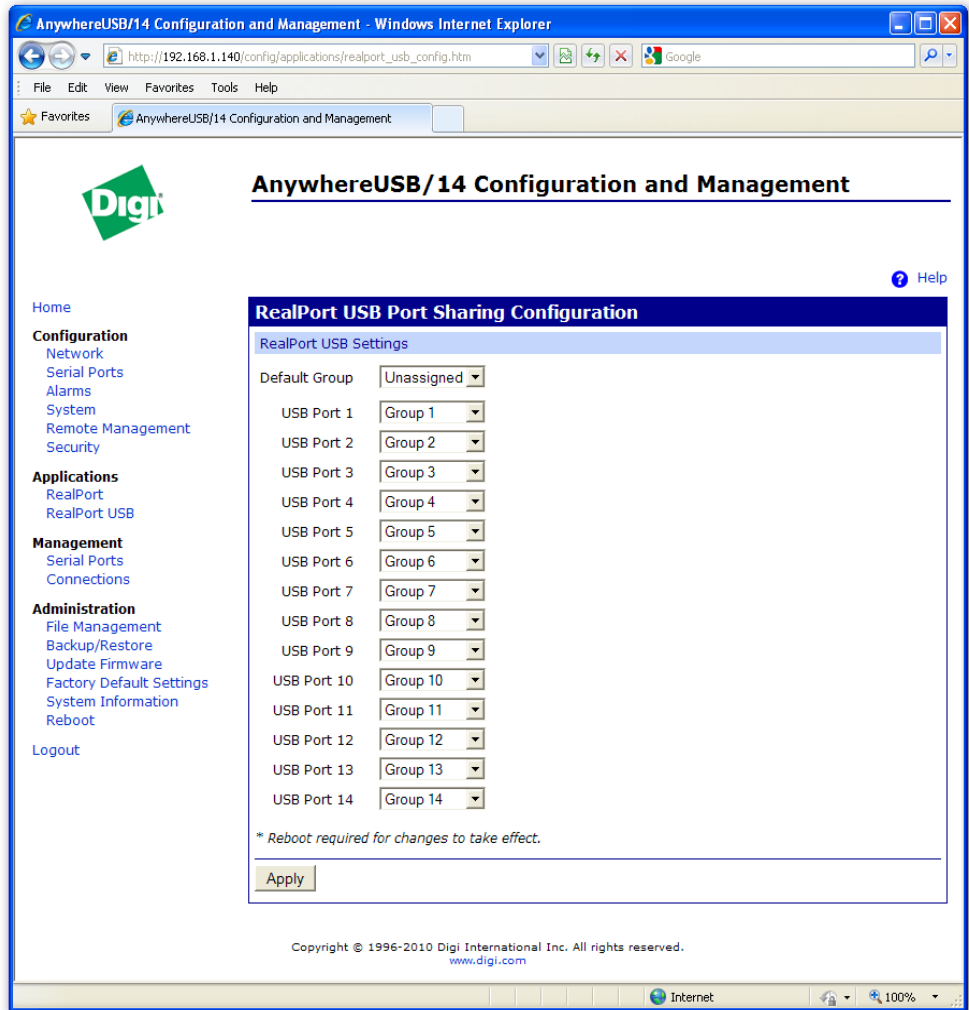 AnywhereUSB/14 Configuration and Management - Windows Internet Explorer
http://192.168.1.140/config/applications/realport_usb_config.htm
Google
File Edit View Favorites Tools Help
Favorites
AnywhereUSB/14 Configuration and Management
Digi
AnywhereUSB/14 Configuration and Management
Help
Home
Configuration
Network
Serial Ports
Alarms
System
Remote Management
Security
Applications
RealPort
RealPort USB
Management
Serial Ports
Connections
Administration
File Management
Backup/Restore
Update Firmware
Factory Default Settings
System Information
Reboot
Logout
RealPort USB Port Sharing Configuration
RealPort USB Settings
Default Group Unassigned
USB Port 1 Group 1
USB Port 2 Group 2
USB Port 3 Group 3
USB Port 4 Group 4
USB Port 5 Group 5
USB Port 6 Group 6
USB Port 7 Group 7
USB Port 8 Group 8
USB Port 9 Group 9
USB Port 10 Group 10
USB Port 11 Group 11
USB Port 12 Group 12
USB Port 13 Group 13
USB Port 14 Group 14
* Reboot required for changes to take effect.
Apply
Copyright © 1996-2010 Digi International Inc. All rights reserved.
www.digi.com
Internet
100%